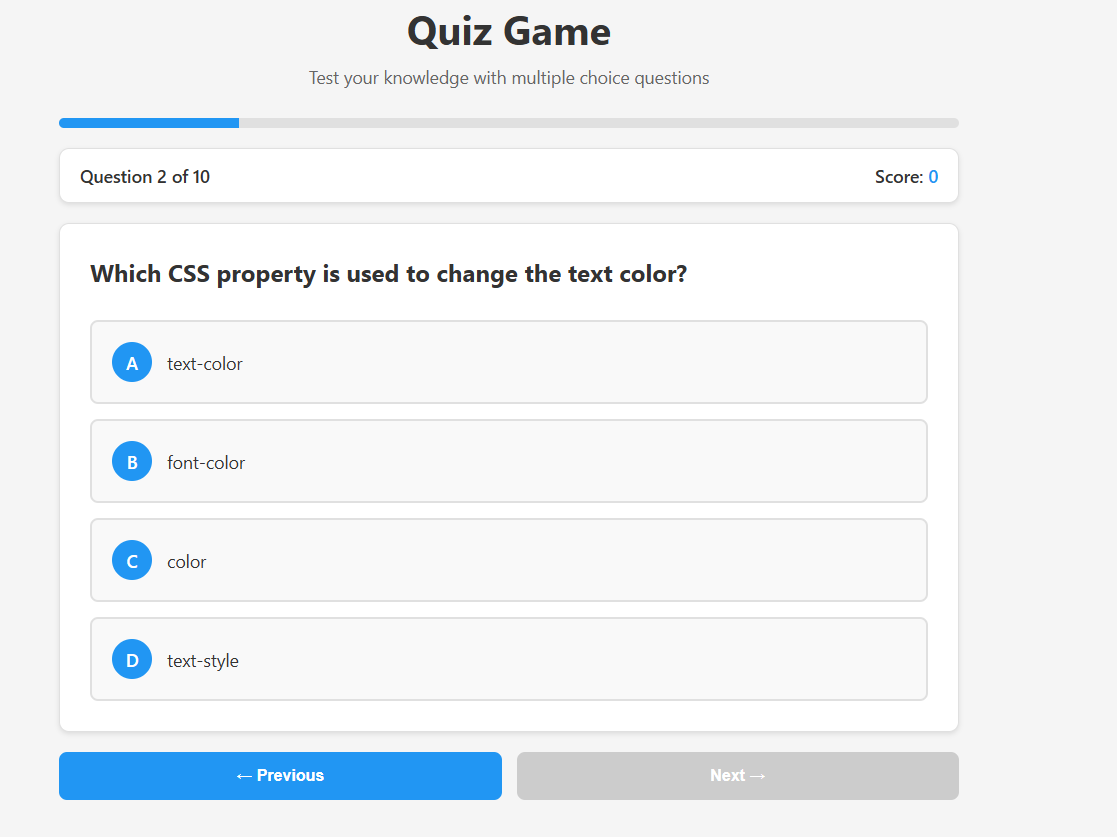 Quiz Game
Test your knowledge with multiple choice questions
Question 2 of 10
Score: 0
Which CSS property is used to change the text color?
A text-color
B font-color
C color
D text-style
← Previous
Next →